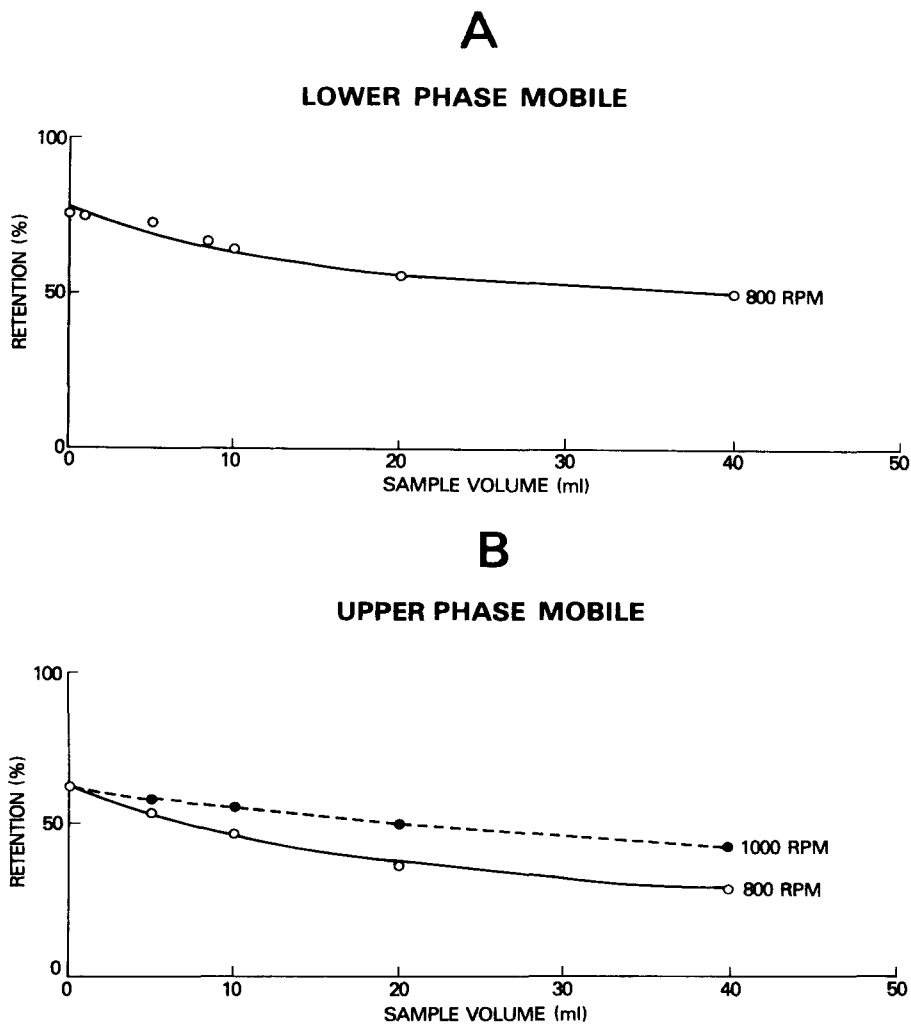 A
LOWER PHASE MOBILE
100
50
0
RETENTION (%)
800 RPM
0 10 20 30 40 50
SAMPLE VOLUME (ml)
B
UPPER PHASE MOBILE
100
50
0
RETENTION (%)
1000 RPM
800 RPM
0 10 20 30 40 50
SAMPLE VOLUME (ml)